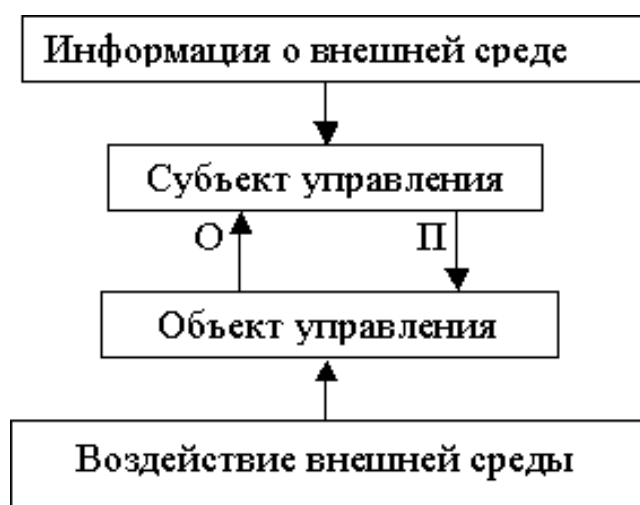 Информация о внешней среде
Субъект управления
О П
Объект управления
Воздействие внешней среды